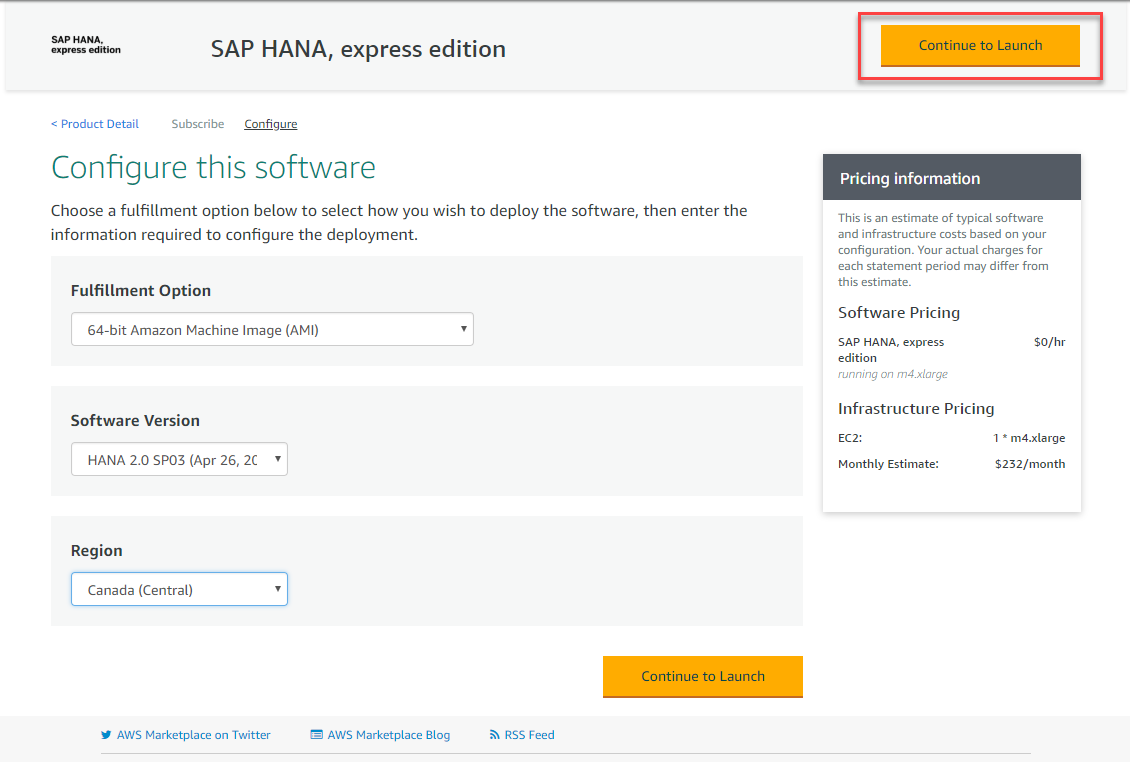 SAP HANA,
express edition
SAP HANA, express edition
Continue to Launch
< Product Detail
Subscribe
Configure
Configure this software
Choose a fulfillment option below to select how you wish to deploy the software, then enter the
information required to configure the deployment.
Fulfillment Option
64-bit Amazon Machine Image (AMI)
Software Version
HANA 2.0 SP03 (Apr 26, 20
Region
Canada (Central)
Continue to Launch
Pricing information
This is an estimate of typical software
and infrastructure costs based on your
configuration. Your actual charges for
each statement period may differ from
this estimate.
Software Pricing
SAP HANA, express $0/hr
edition
running on m4.xlarge
Infrastructure Pricing
EC2: 1 * m4.xlarge
Monthly Estimate: $232/month
AWS Marketplace on Twitter
AWS Marketplace Blog
RSS Feed